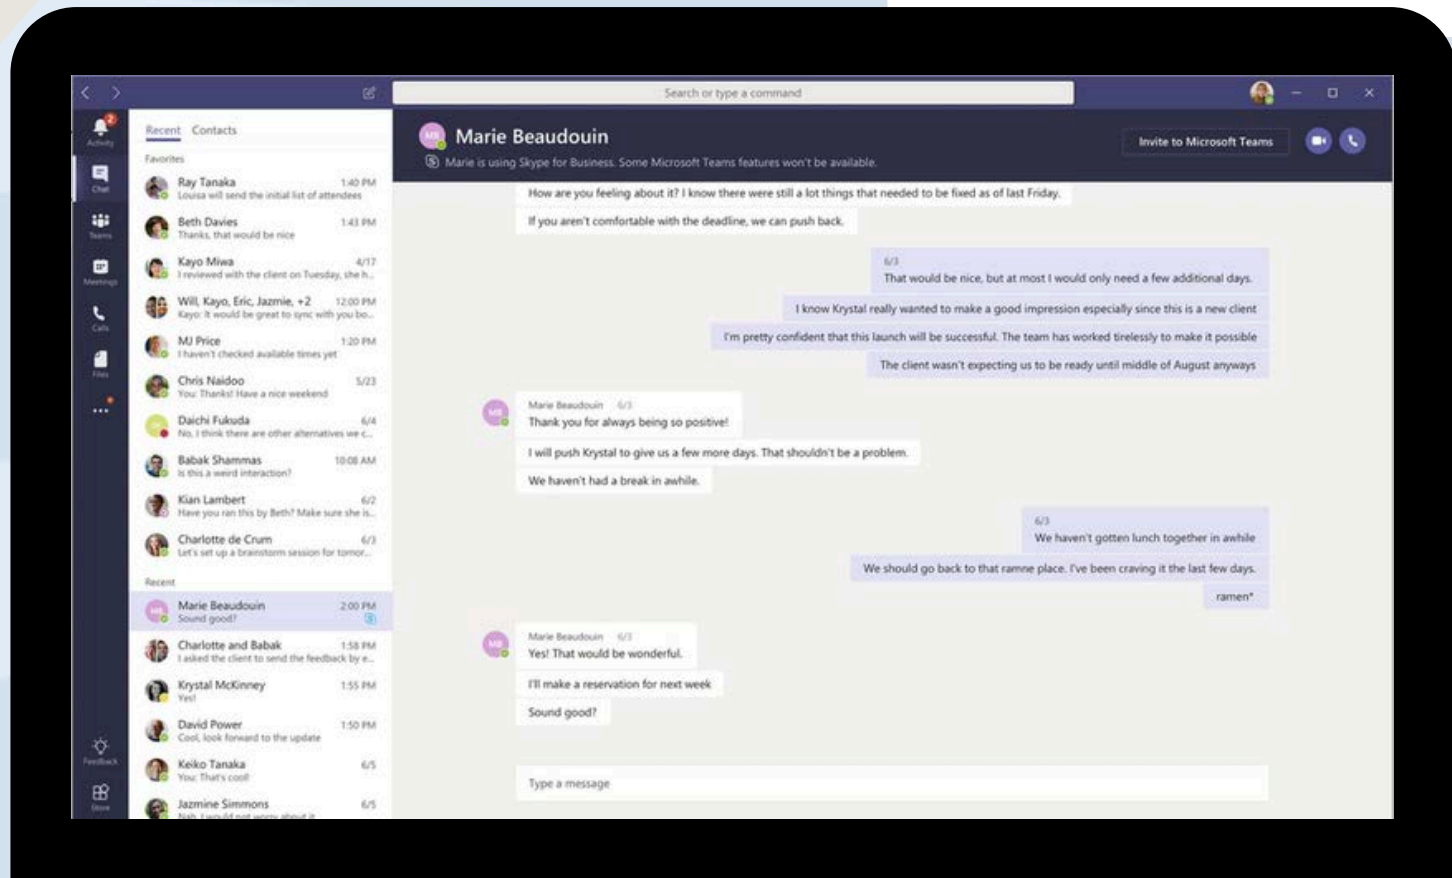 Search or type a command
2
Activity
Chat
Teams
Meetings
Calls
Files
Feedback
Store
Recent Contacts
Favorites
Ray Tanaka 1:40 PM
Louisa will send the initial list of attendees
Beth Davies 1:43 PM
Thanks, that would be nice
Kayo Miwa 4/17
I reviewed with the client on Tuesday, she h...
Will, Kayo, Eric, Jazmie, +2 12:00 PM
Kayo: It would be great to sync with you bo...
MJ Price 1:20 PM
I haven't checked available times yet
Chris Naidoo 5/23
You: Thanks! Have a nice weekend
Daichi Fukuda 6/4
No, I think there are other alternatives we c...
Babak Shammas 10:08 AM
Is this a weird interaction?
Kian Lambert 6/2
Have you ran this by Beth? Make sure she is...
Charlotte de Crum 6/3
Let's set up a brainstorm session for tomor...
Recent
MB
Marie Beaudouin 2:00 PM
Sound good?
Charlotte and Babak 1:58 PM
I asked the client to send the feedback by e...
Krystal McKinney 1:55 PM
Yes!
David Power 1:50 PM
Cool, look forward to the update
Keiko Tanaka 6/5
You: That's cool!
Jazmine Simmons 6/5
Nah, I would not worry about it
MB
Marie Beaudouin
Marie is using Skype for Business. Some Microsoft Teams features won't be available.
Invite to Microsoft Teams
How are you feeling about it? I know there were still a lot things that needed to be fixed as of last Friday.
If you aren't comfortable with the deadline, we can push back.
6/3
That would be nice, but at most I would only need a few additional days.
I know Krystal really wanted to make a good impression especially since this is a new client
I'm pretty confident that this launch will be successful. The team has worked tirelessly to make it possible
The client wasn't expecting us to be ready until middle of August anyways
MB
Marie Beaudouin 6/3
Thank you for always being so positive!
I will push Krystal to give us a few more days. That shouldn't be a problem.
We haven't had a break in awhile.
6/3
We haven't gotten lunch together in awhile
We should go back to that ramne place. I've been craving it the last few days.
ramen*
MB
Marie Beaudouin 6/3
Yes! That would be wonderful.
I'll make a reservation for next week
Sound good?
Type a message